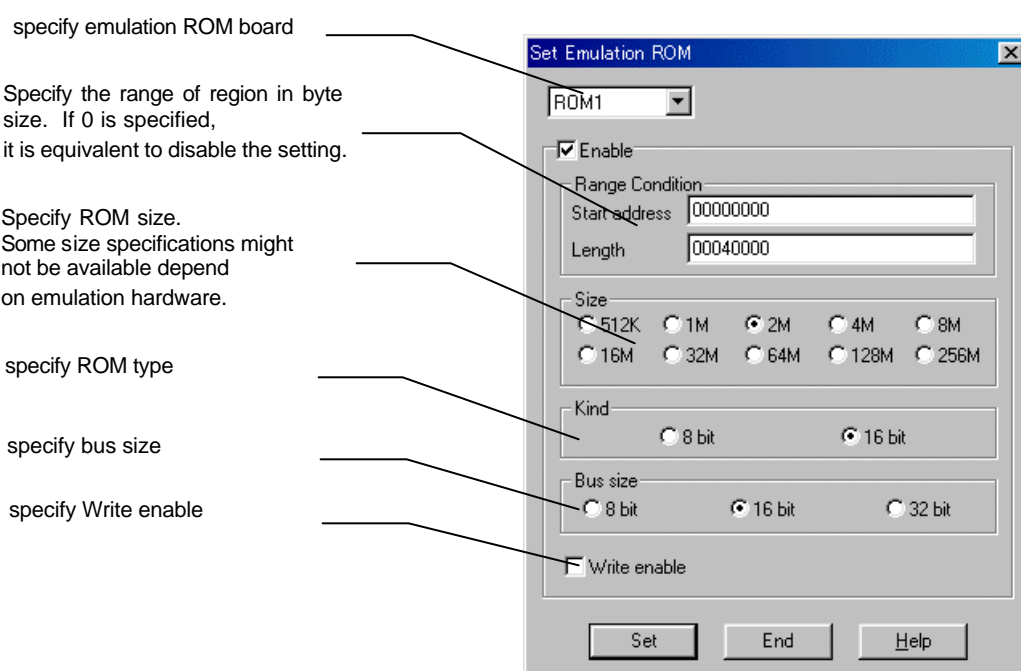 specify emulation ROM board
Specify the range of region in byte
size. If 0 is specified,
it is equivalent to disable the setting.
Specify ROM size.
Some size specifications might
not be available depend
on emulation hardware.
specify ROM type
specify bus size
specify Write enable
Set Emulation ROM
ROM1
Enable
Range Condition
Start address 00000000
Length 00040000
Size
512K 1M 2M 4M 8M
16M 32M 64M 128M 256M
Kind
8 bit 16 bit
Bus size
8 bit 16 bit 32 bit
Write enable
Set End Help